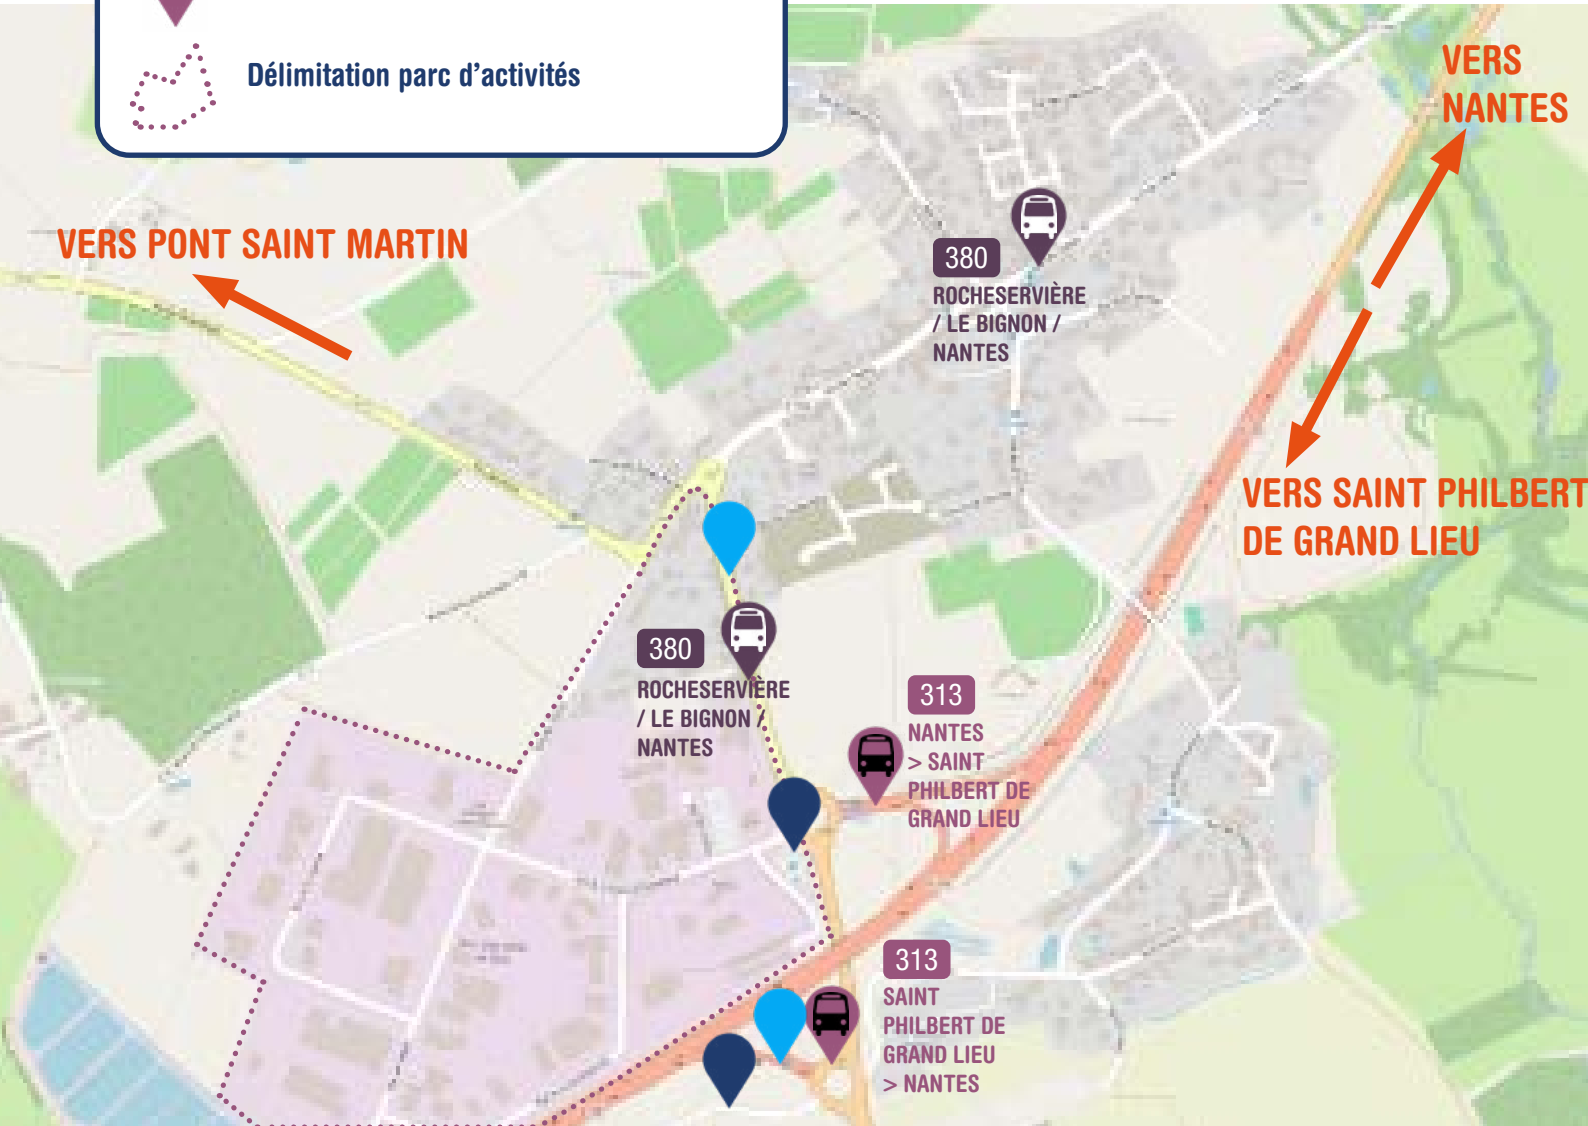 Délimitation parc d'activités
VERS
NANTES
VERS PONT SAINT MARTIN
380
ROCHESERVIÈRE
/ LE BIGNON /
NANTES
VERS SAINT PHILBERT
DE GRAND LIEU
380
ROCHESERVIÈRE
/ LE BIGNON /
NANTES
313
NANTES
> SAINT
PHILBERT DE
GRAND LIEU
313
SAINT
PHILBERT DE
GRAND LIEU
> NANTES